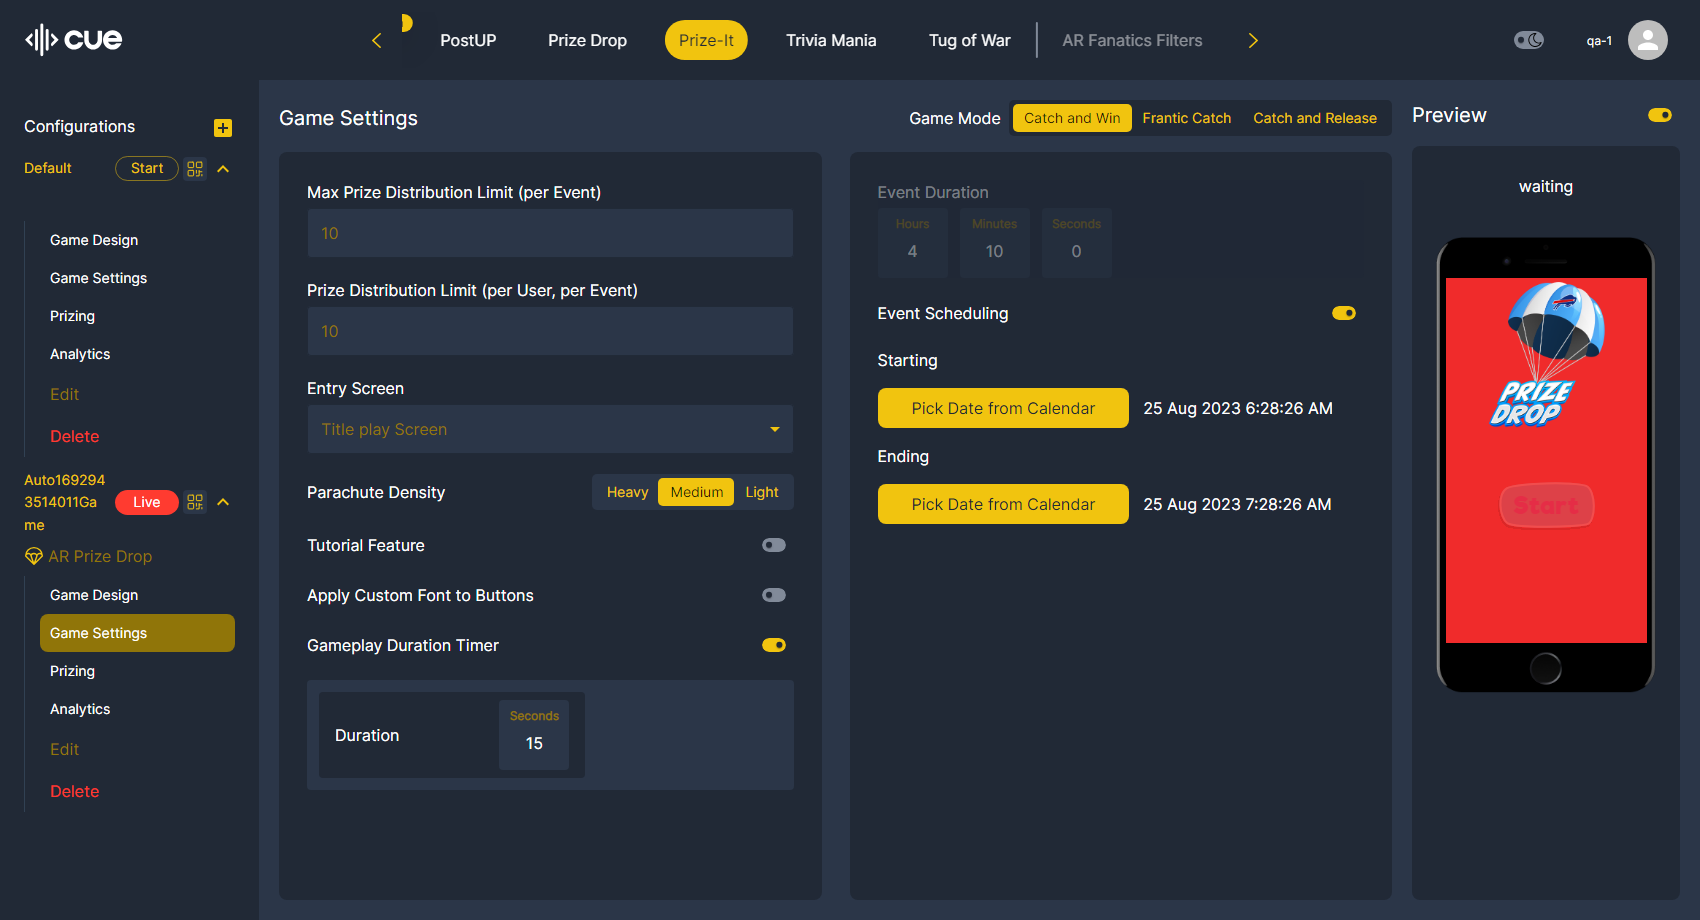 cue
PostUP
Prize Drop
Prize-It
Trivia Mania
Tug of War
AR Fanatics Filters
qa-1
Configurations
Default
Start
Game Design
Game Settings
Prizing
Analytics
Edit
Delete
Auto169294
3514011Ga
me
Live
AR Prize Drop
Game Design
Game Settings
Prizing
Analytics
Edit
Delete
Game Settings
Game Mode
Catch and Win
Frantic Catch
Catch and Release
Max Prize Distribution Limit (per Event)
10
Prize Distribution Limit (per User, per Event)
10
Entry Screen
Title play Screen
Parachute Density
Heavy
Medium
Light
Tutorial Feature
Apply Custom Font to Buttons
Gameplay Duration Timer
Duration
Seconds
15
Event Duration
Hours
4
Minutes
10
Seconds
0
Event Scheduling
Starting
Pick Date from Calendar
25 Aug 2023 6:28:26 AM
Ending
Pick Date from Calendar
25 Aug 2023 7:28:26 AM
Preview
waiting
PRIZE
DROP
Start